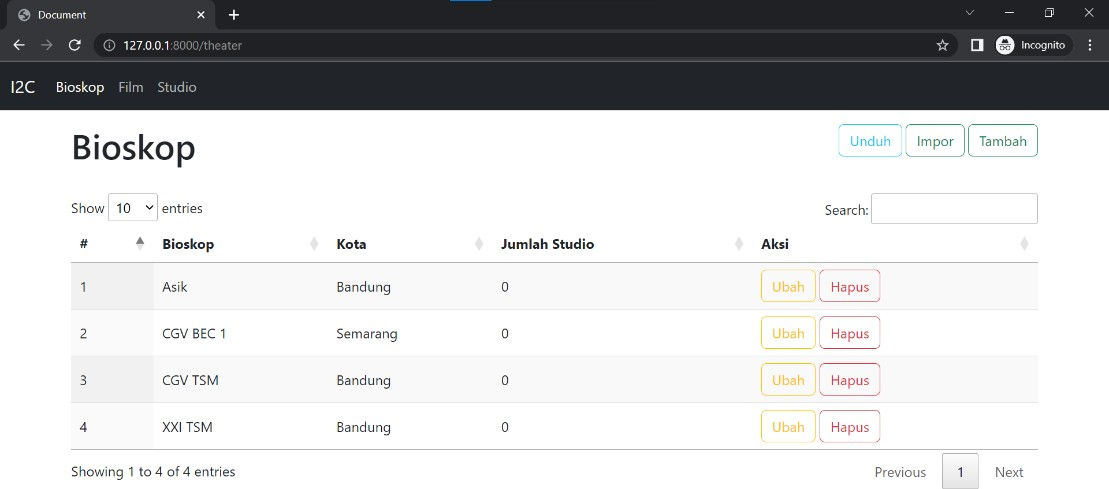 Document
127.0.0.1:8000/theater
Incognito
I2C Bioskop Film Studio
Bioskop
Unduh Impor Tambah
Show 10 entries
Search:
# Bioskop Kota Jumlah Studio Aksi
1 Asik Bandung 0 Ubah Hapus
2 CGV BEC 1 Semarang 0 Ubah Hapus
3 CGV TSM Bandung 0 Ubah Hapus
4 XXI TSM Bandung 0 Ubah Hapus
Showing 1 to 4 of 4 entries
Previous 1 Next